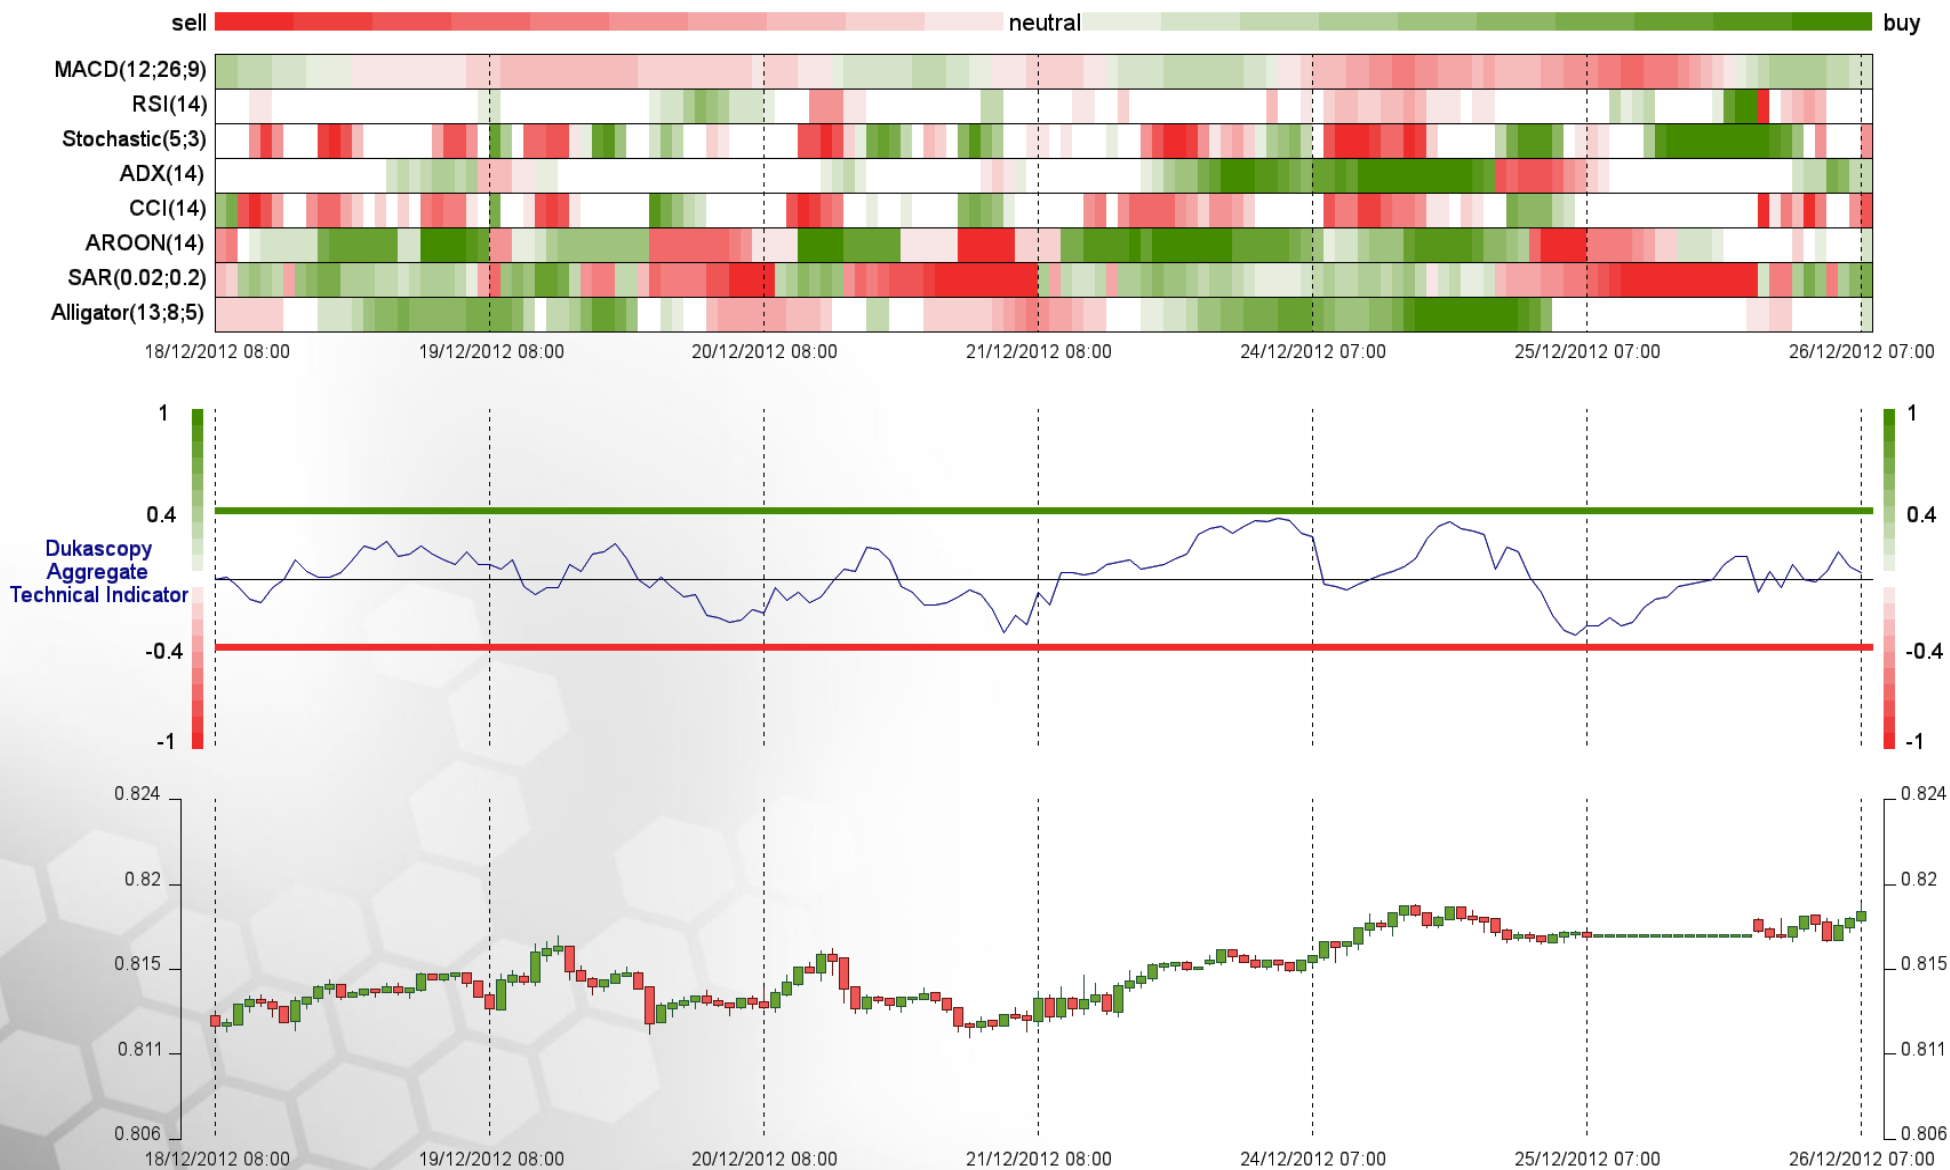 sell neutral buy
MACD(12;26;9)
RSI(14)
Stochastic(5;3)
ADX(14)
CCI(14)
AROON(14)
SAR(0.02;0.2)
Alligator(13;8;5)
18/12/2012 08:00 19/12/2012 08:00 20/12/2012 08:00 21/12/2012 08:00 24/12/2012 07:00 25/12/2012 07:00 26/12/2012 07:00
1 1
0.4 0.4
Dukascopy
Aggregate
Technical Indicator
-0.4 -0.4
-1 -1
0.824 0.824
0.82 0.82
0.815 0.815
0.811 0.811
0.806 0.806
18/12/2012 08:00 19/12/2012 08:00 20/12/2012 08:00 21/12/2012 08:00 24/12/2012 07:00 25/12/2012 07:00 26/12/2012 07:00